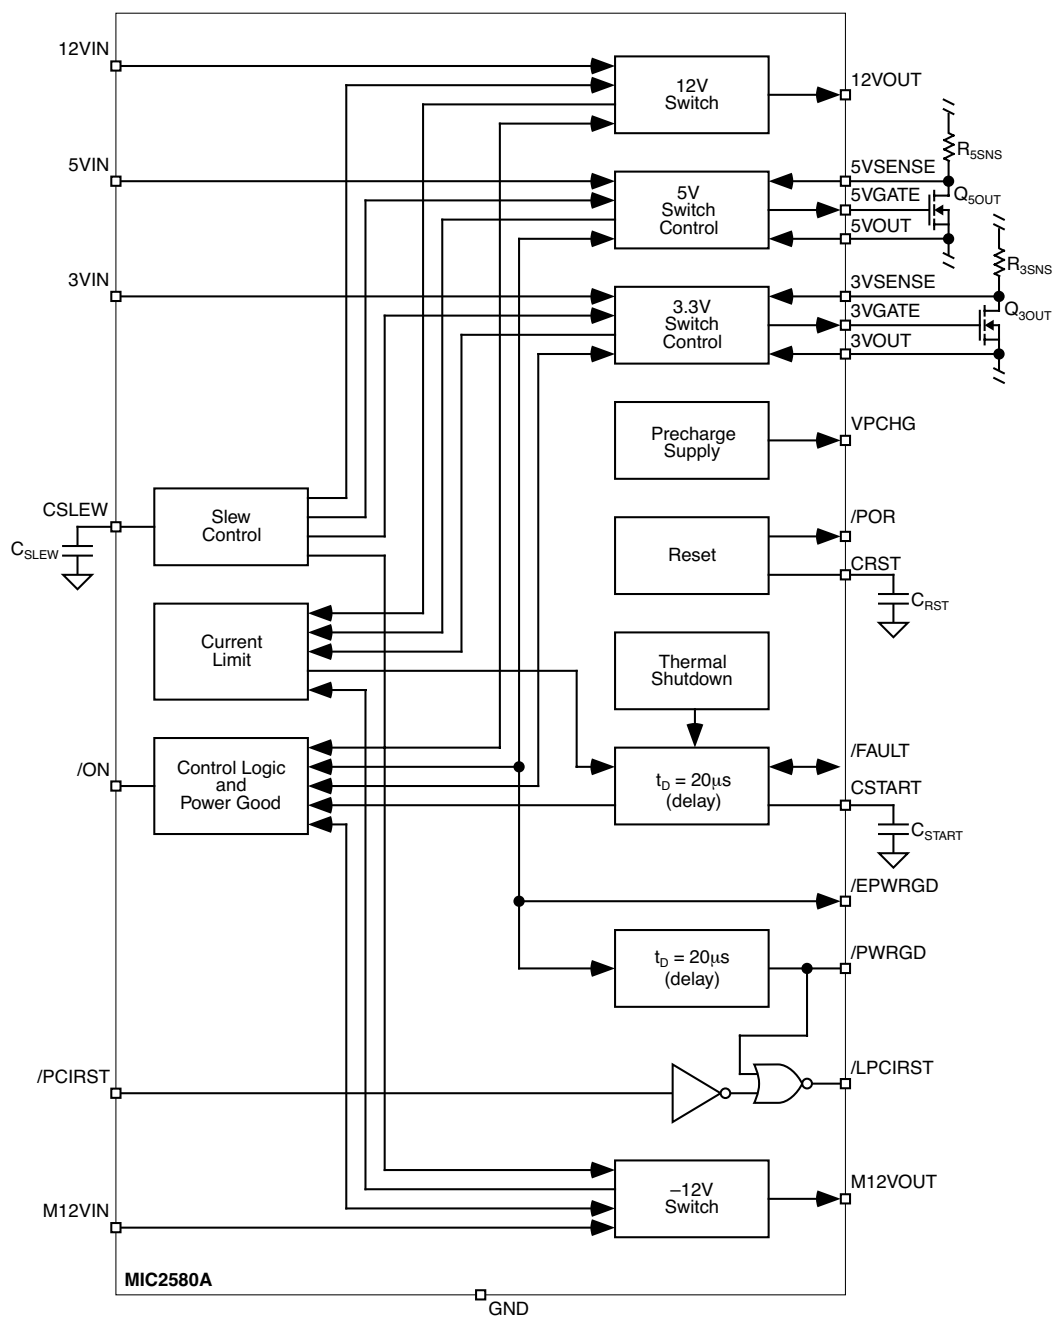 12VIN
12V
Switch
12VOUT
R5SNS
5VIN
5V
Switch
Control
5VSENSE
5VGATE
Q5OUT
5VOUT
R3SNS
3VIN
3.3V
Switch
Control
3VSENSE
3VGATE
Q3OUT
3VOUT
Precharge
Supply
VPCHG
CSLEW
CSLEW
Slew
Control
Reset
/POR
CRST
CRST
Current
Limit
Thermal
Shutdown
/ON
Control Logic
and
Power Good
tD = 20µs
(delay)
/FAULT
CSTART
CSTART
/EPWRGD
tD = 20µs
(delay)
/PWRGD
/PCIRST
/LPCIRST
M12VIN
–12V
Switch
M12VOUT
MIC2580A
GND